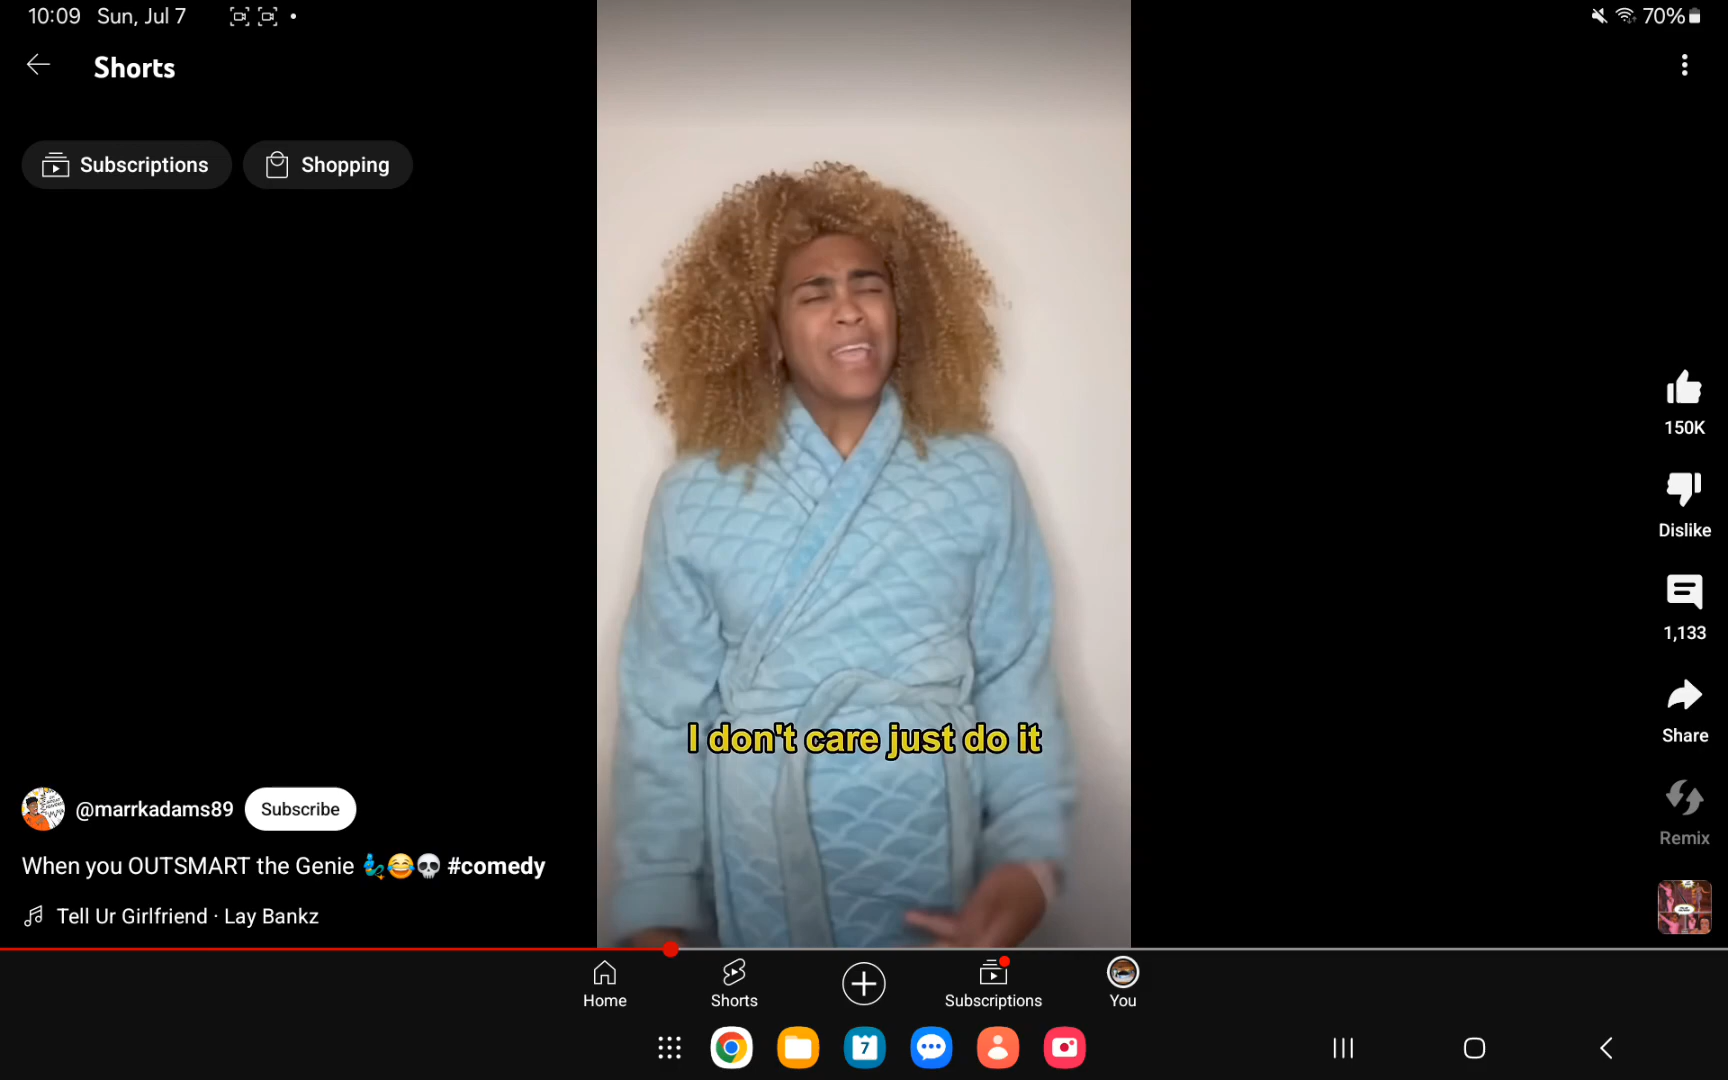 10:09 Sun, Jul 7
70%
Shorts
Subscriptions
Shopping
I don't care just do it
150K
Dislike
1,133
Share
Remix
@marrkadams89
Subscribe
When you OUTSMART the Genie 🧞‍♂️😂💀 #comedy
Tell Ur Girlfriend · Lay Bankz
Home
Shorts
Subscriptions
You
7